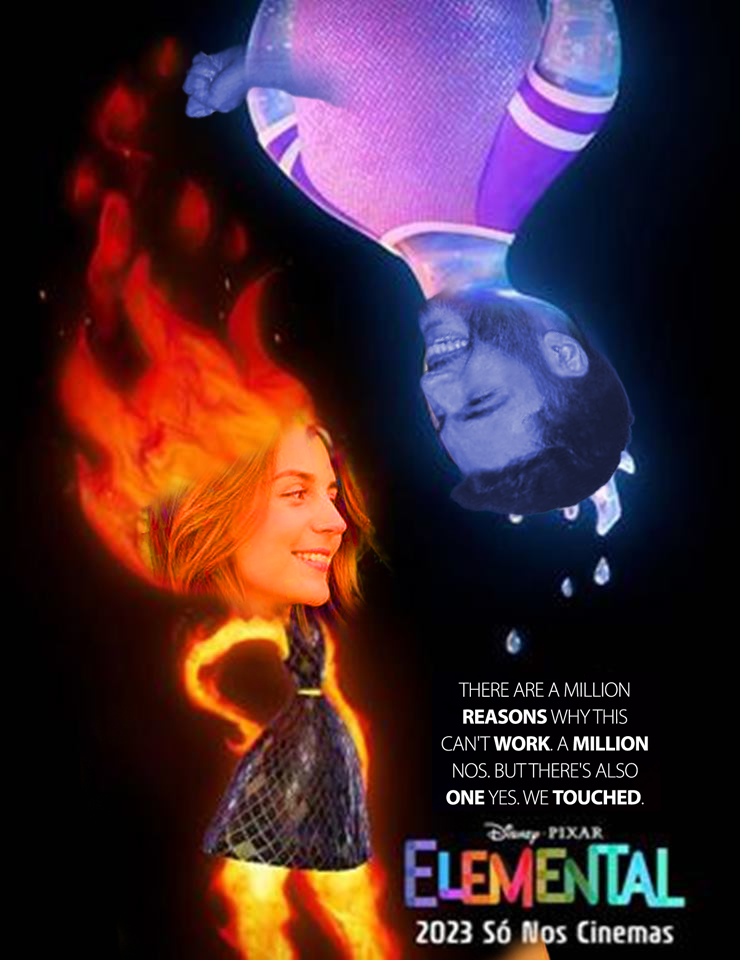 THERE ARE A MILLION
REASONS WHY THIS
CAN'T WORK. A MILLION
NOS. BUT THERE'S ALSO
ONE YES. WE TOUCHED.
Disney · PIXAR
ELEMENTAL
2023 Só Nos Cinemas